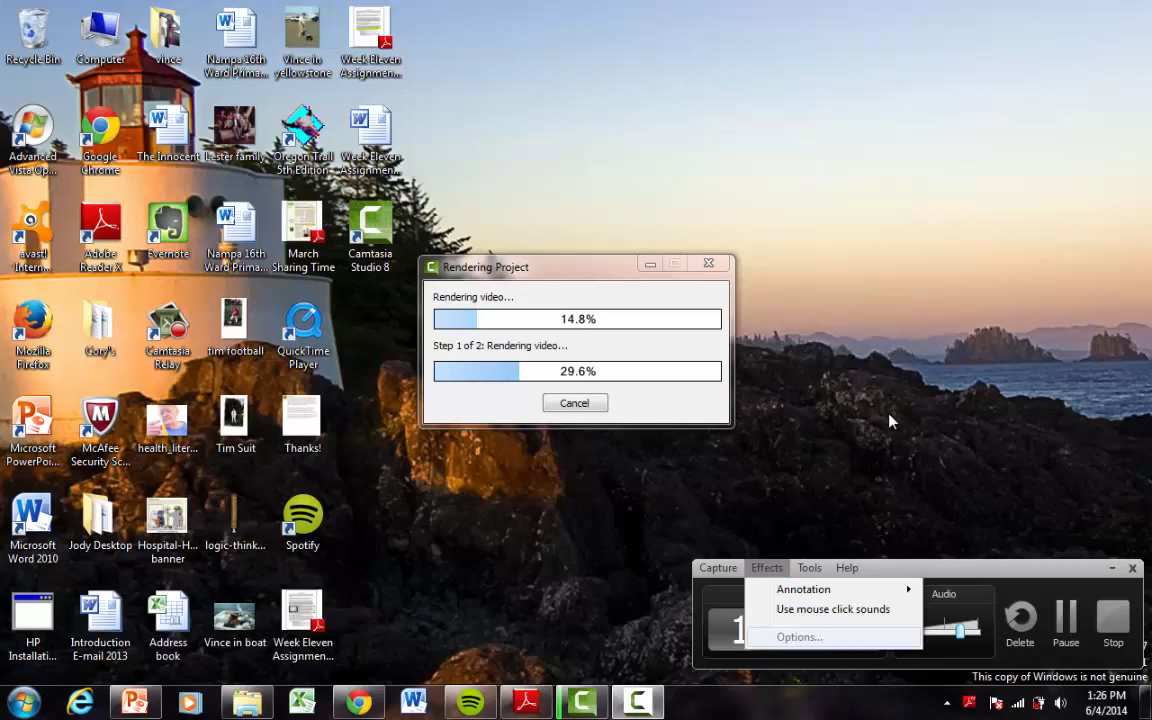 Recycle Bin
Computer
vince
Nampa 16th
Ward Prima...
Vince in
yellowstone
Week Eleven
Assignmen...
Advanced
Vista Op...
Google
Chrome
The Innocent
Lester family
Oregon Trail
5th Edition
Week Eleven
Assignmen...
avast!
Intern...
Adobe
Reader X
Evernote
Nampa 16th
Ward Prima...
March
Sharing Time
Camtasia
Studio 8
Mozilla
Firefox
Cory's
Camtasia
Relay
tim football
QuickTime
Player
Microsoft
PowerPoi...
McAfee
Security Sc...
health_liter...
Tim Suit
Thanks!
Microsoft
Word 2010
Jody Desktop
Hospital-H...
banner
logic-think...
Spotify
HP
Installati...
Introduction
E-mail 2013
Address
book
Vince in boat
Week Eleven
Assignmen...
Rendering Project
Rendering video...
14.8%
Step 1 of 2: Rendering video...
29.6%
Cancel
Capture Effects Tools Help
Annotation
Use mouse click sounds
Options...
Audio
Delete
Pause
Stop
This copy of Windows is not genuine
1:26 PM
6/4/2014